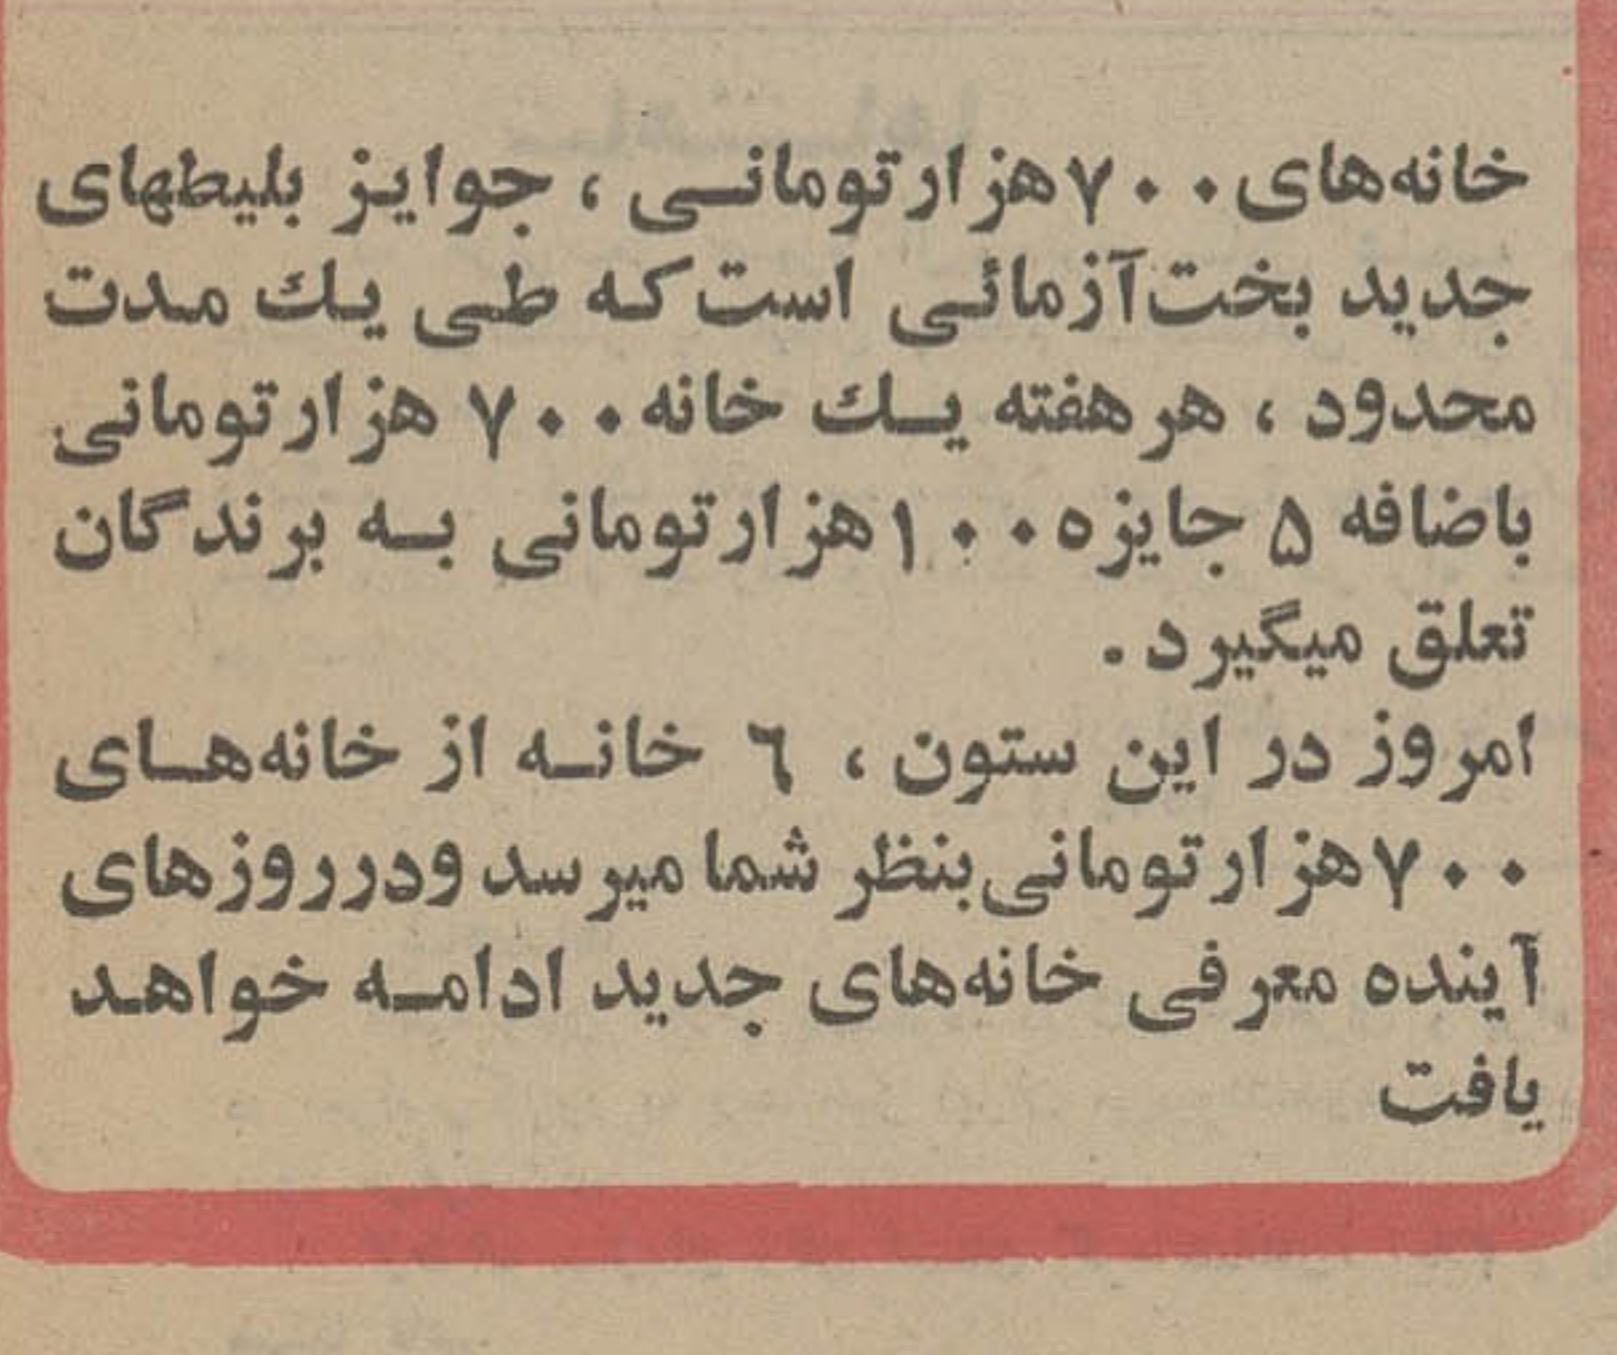 خانه‌های ۷۰۰ هزار تومانی ، جوایز بلیطهای
جدید بخت‌آزمائی است که طی یك مدت
محدود ، هر هفته یك خانه ۷۰۰ هزار تومانی
باضافه ۵ جایزه ۱۰۰ هزار تومانی به برندگان
تعلق میگیرد .
امروز در این ستون ، ٦ خانه از خانه‌های
۷۰۰ هزار تومانی بنظر شما میرسد ودرروزهای
آینده معرفی خانه‌های جدید ادامه خواهد
یافت